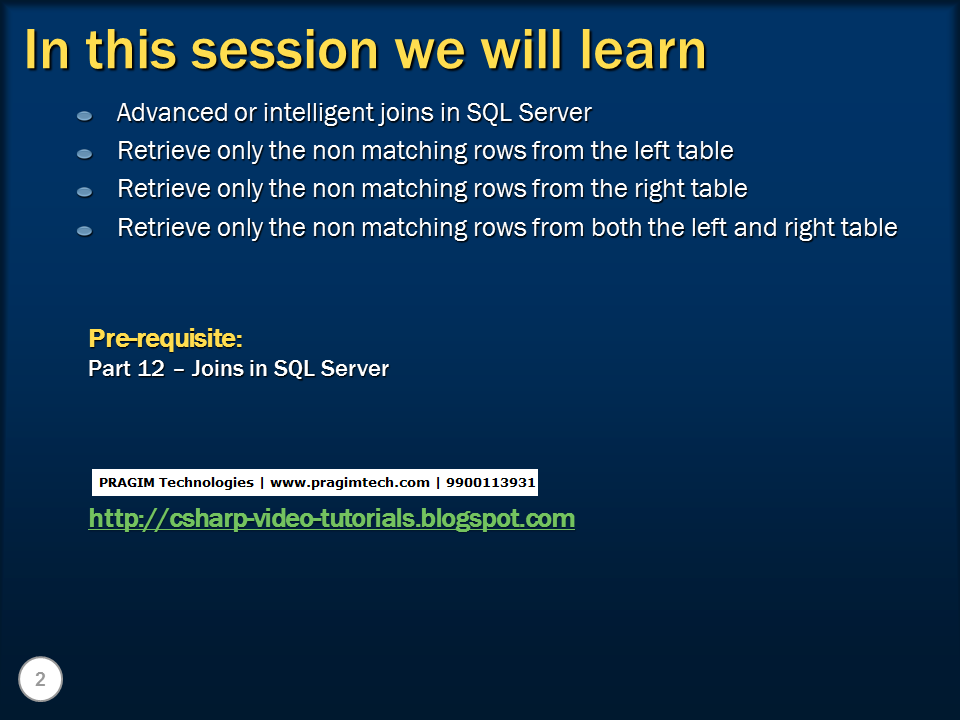 In this session we will learn
Advanced or intelligent joins in SQL Server
Retrieve only the non matching rows from the left table
Retrieve only the non matching rows from the right table
Retrieve only the non matching rows from both the left and right table
Pre-requisite:
Part 12 – Joins in SQL Server
PRAGIM Technologies | www.pragimtech.com | 9900113931
http://csharp-video-tutorials.blogspot.com
2